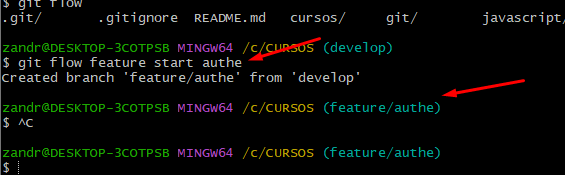 $ git flow
.git/ .gitignore README.md cursos/ git/ javascript/
zandr@DESKTOP-3COTPSB MINGW64 /c/CURSOS (develop)
$ git flow feature start authe
Created branch 'feature/authe' from 'develop'
zandr@DESKTOP-3COTPSB MINGW64 /c/CURSOS (feature/authe)
$ ^C
zandr@DESKTOP-3COTPSB MINGW64 /c/CURSOS (feature/authe)
$